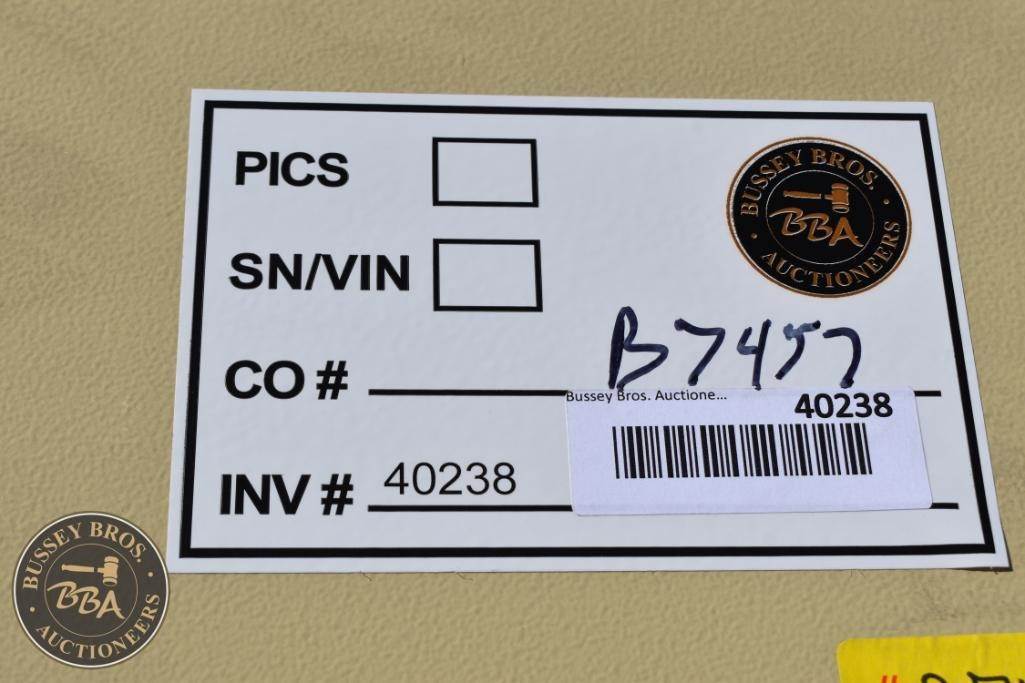 PICS
BUSSEY BROS.
BBA
AUCTIONEERS
SN/VIN
CO # B7457
Bussey Bros. Auctione...
40238
INV # 40238
BUSSEY BROS.
BBA
AUCTIONEERS